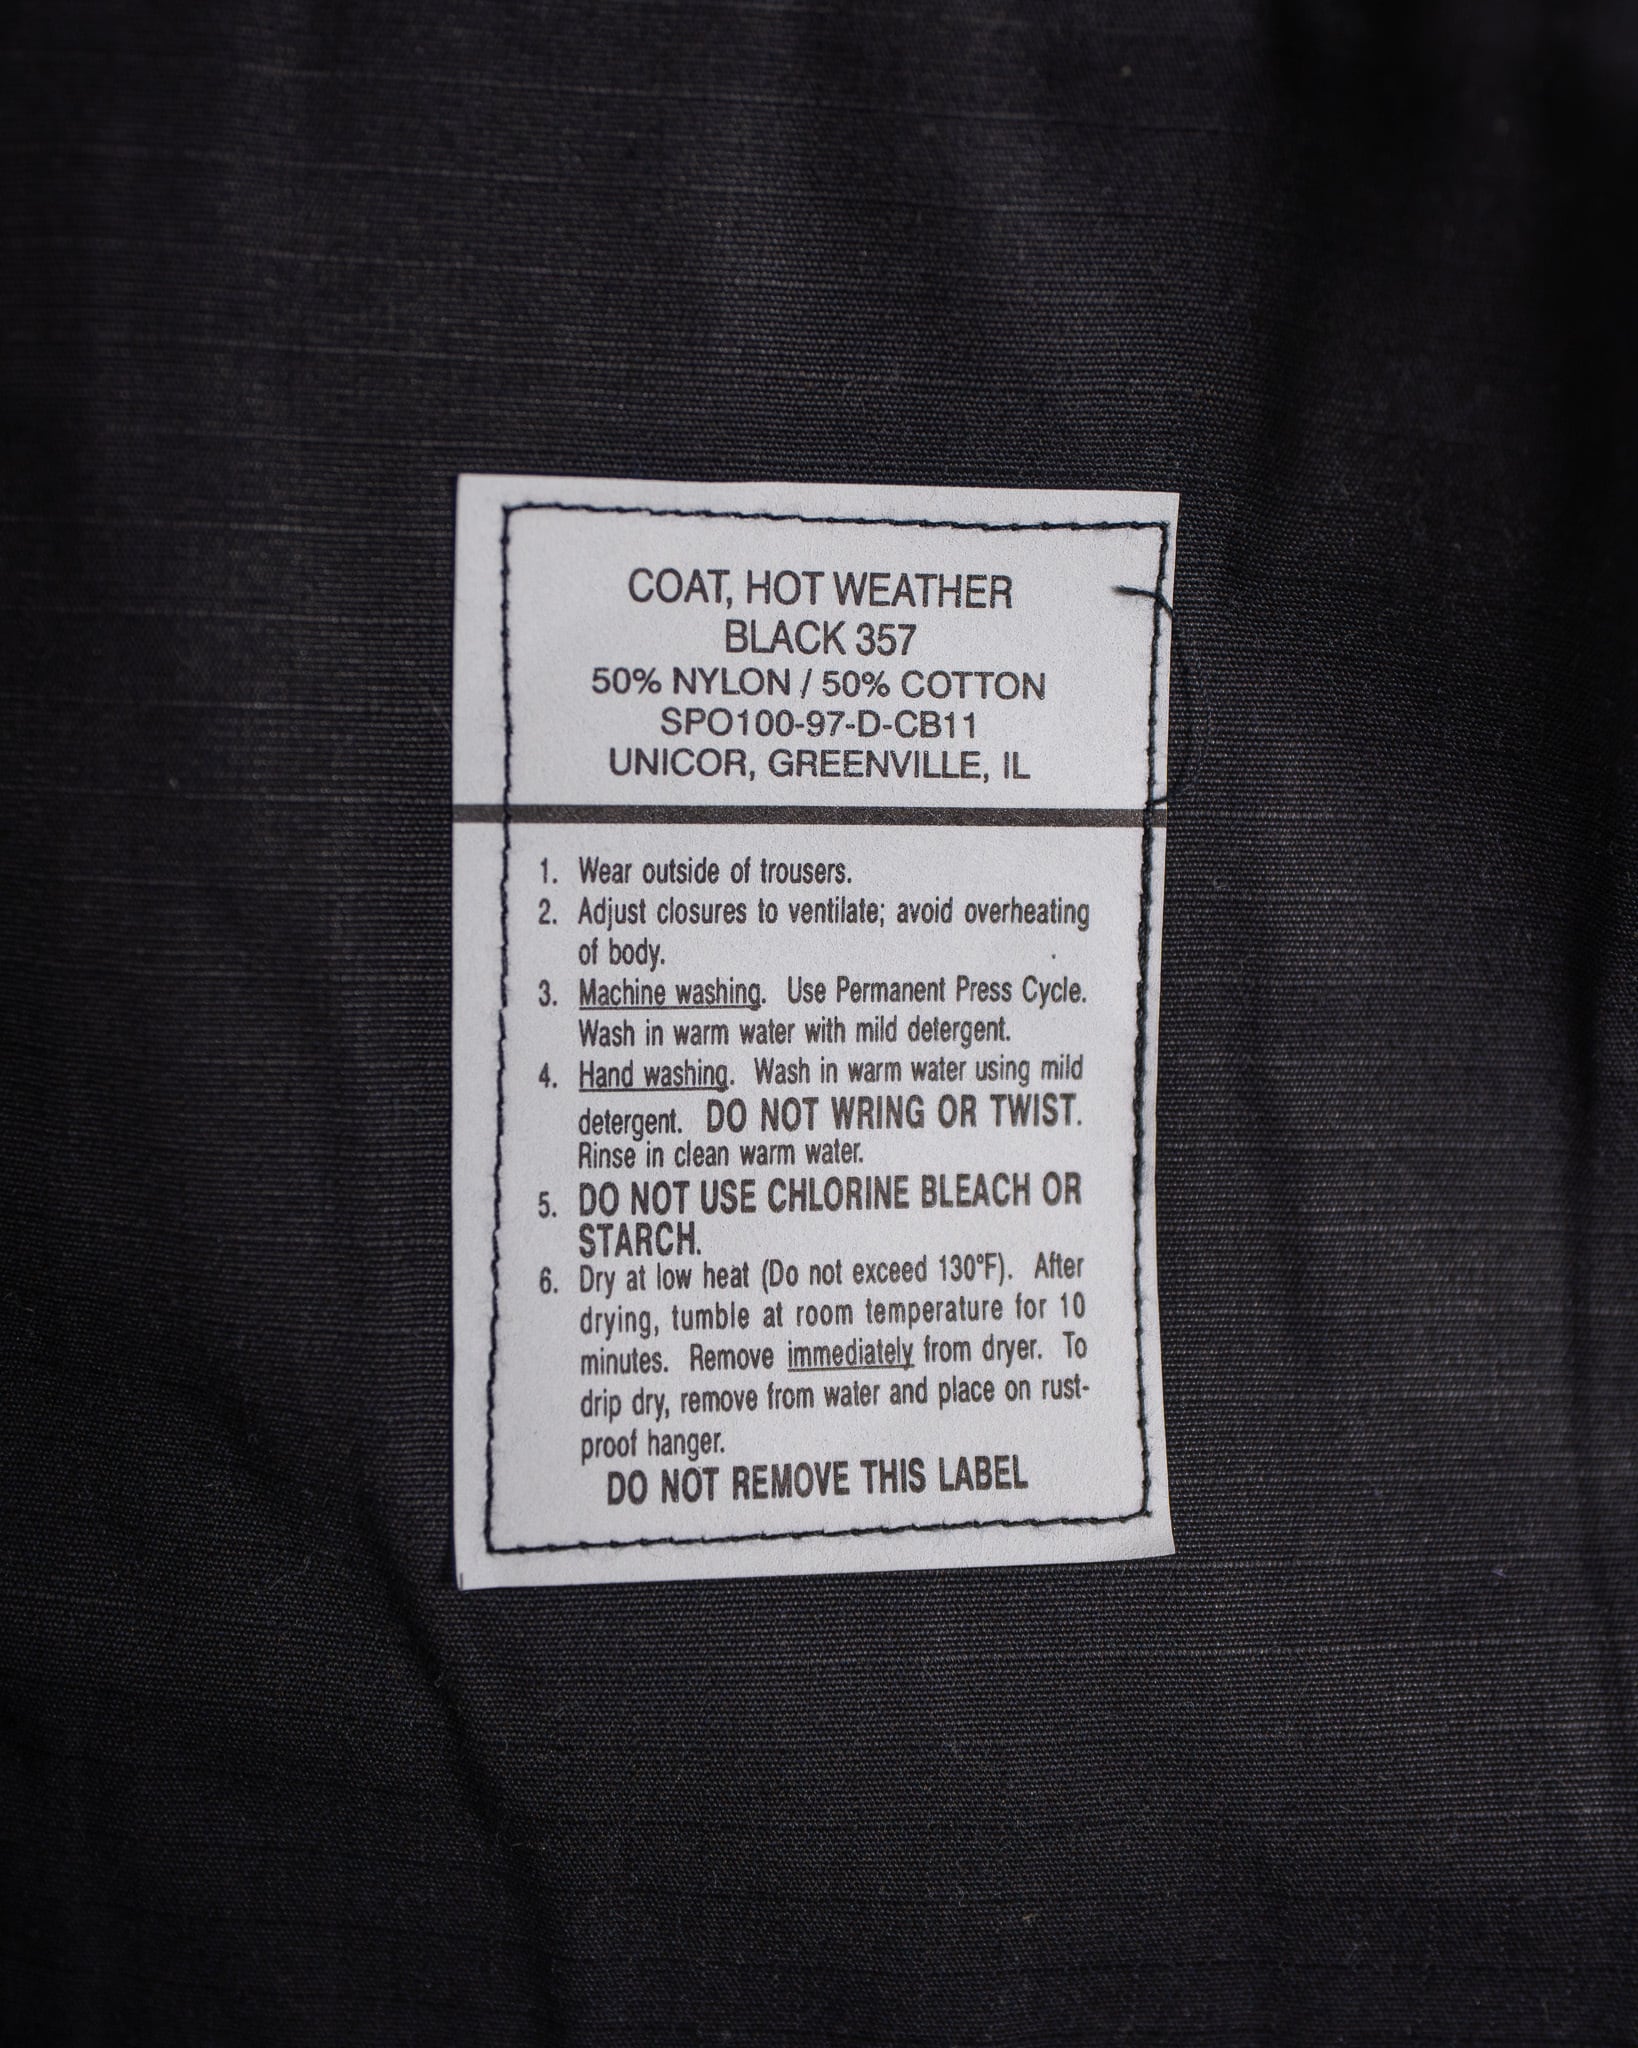 COAT, HOT WEATHER
BLACK 357
50% NYLON / 50% COTTON
SPO100-97-D-CB11
UNICOR, GREENVILLE, IL
1. Wear outside of trousers.
2. Adjust closures to ventilate; avoid overheating
of body.
3. Machine washing. Use Permanent Press Cycle.
Wash in warm water with mild detergent.
4. Hand washing. Wash in warm water using mild
detergent. DO NOT WRING OR TWIST.
Rinse in clean warm water.
5. DO NOT USE CHLORINE BLEACH OR
STARCH.
6. Dry at low heat (Do not exceed 130°F). After
drying, tumble at room temperature for 10
minutes. Remove immediately from dryer. To
drip dry, remove from water and place on rust-
proof hanger.
DO NOT REMOVE THIS LABEL